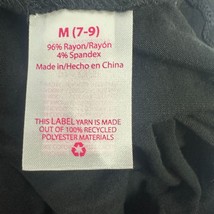 M (7-9)
96% Rayon/Rayón
4% Spandex
Made in/Hecho en China
THIS LABEL YARN IS MADE
OUT OF 100% RECYCLED
POLYESTER MATERIALS